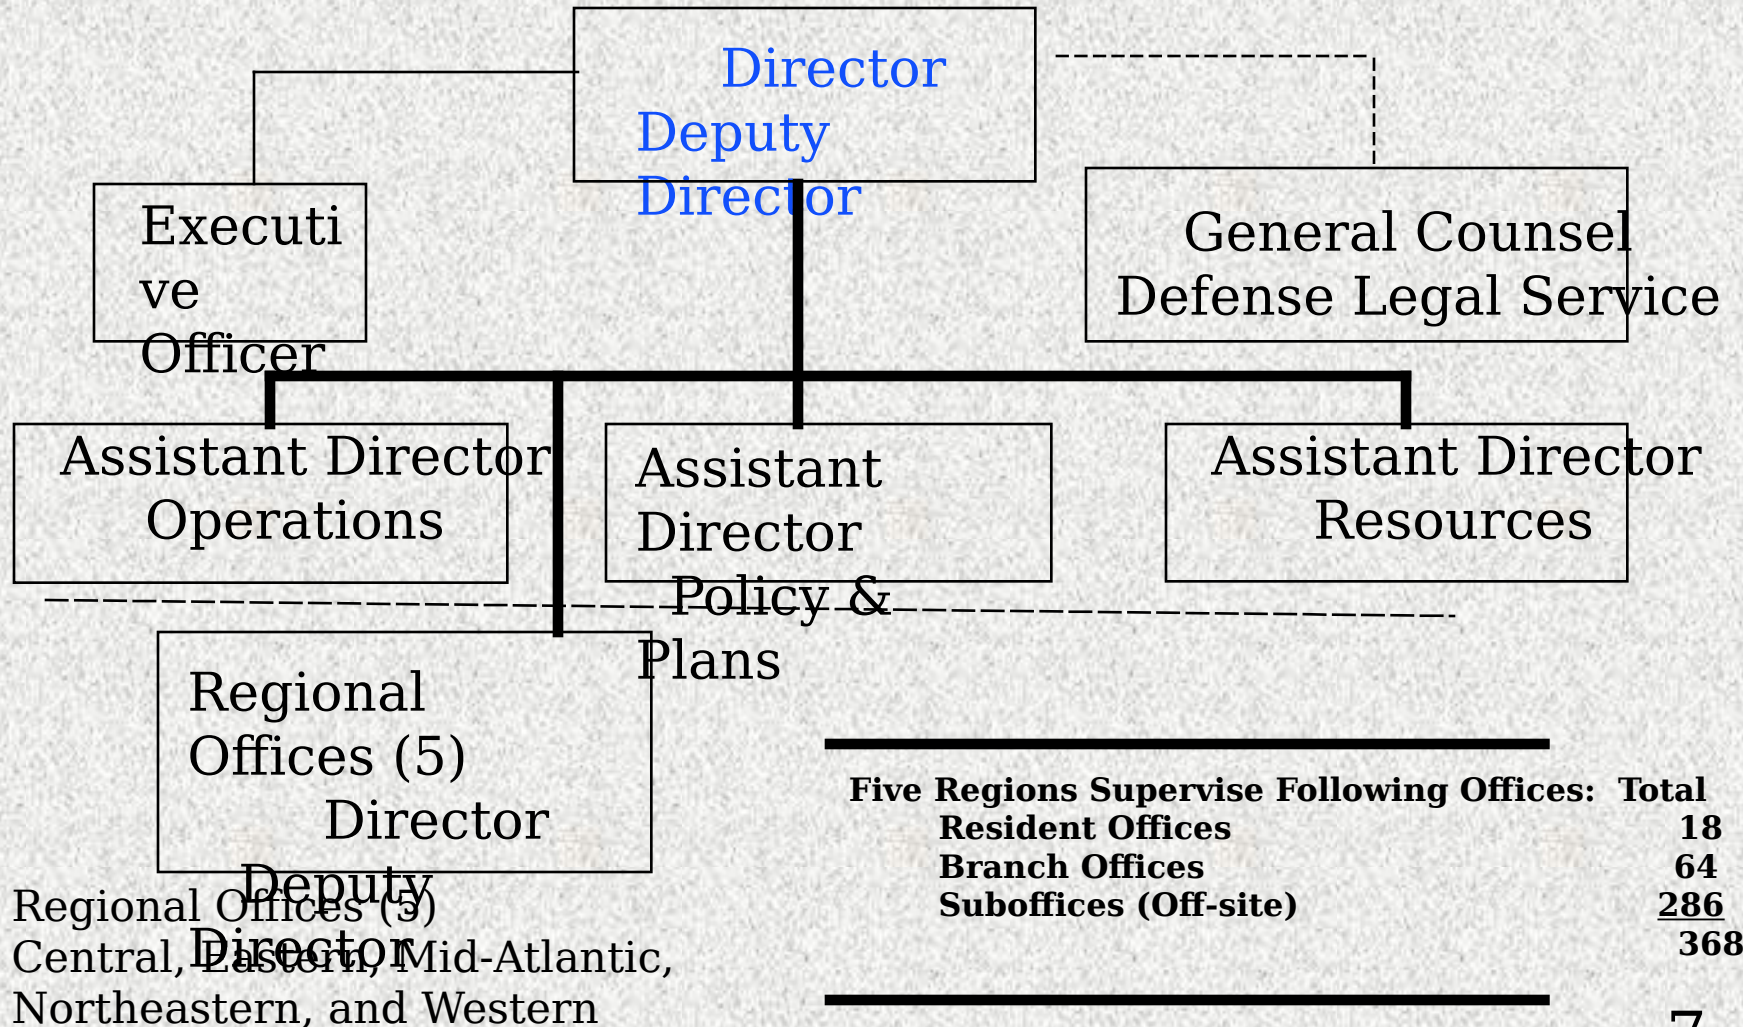 Director
Deputy
Director
Executi
ve
Officer
General Counsel
Defense Legal Service
Assistant Director
Operations
Assistant
Director
Policy &
Plans
Assistant Director
Resources
Regional
Offices (5)
Director
Deputy
Director
Regional Offices (5)
Central, Eastern, Mid-Atlantic,
Northeastern, and Western
Five Regions Supervise Following Offices: Total
Resident Offices 18
Branch Offices 64
Suboffices (Off-site) 286
368
7